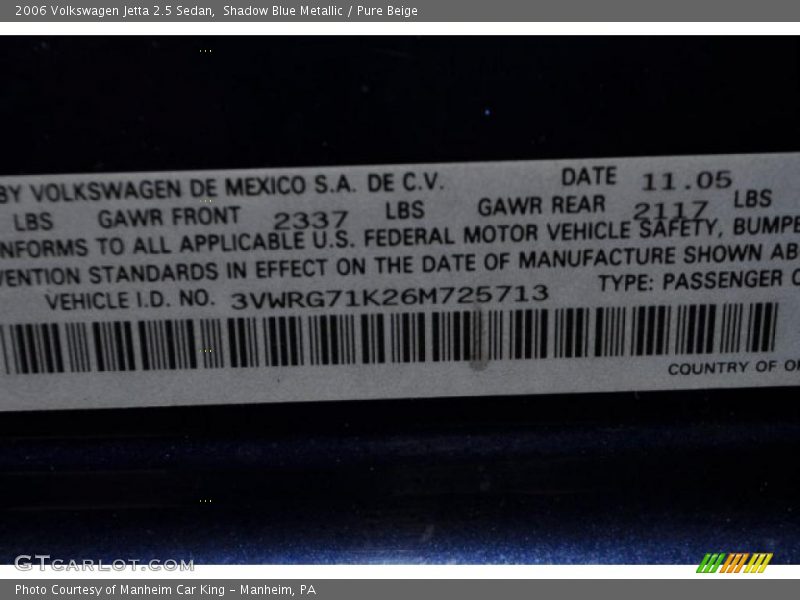 2006 Volkswagen Jetta 2.5 Sedan, Shadow Blue Metallic / Pure Beige
BY VOLKSWAGEN DE MEXICO S.A. DE C.V. DATE 11.05
LBS GAWR FRONT 2337 LBS GAWR REAR 2117 LBS
NFORMS TO ALL APPLICABLE U.S. FEDERAL MOTOR VEHICLE SAFETY, BUMPE
VENTION STANDARDS IN EFFECT ON THE DATE OF MANUFACTURE SHOWN AB
VEHICLE I.D. NO. 3VWRG71K26M725713 TYPE: PASSENGER C
COUNTRY OF OR
GTcarlot.com
Photo Courtesy of Manheim Car King - Manheim, PA